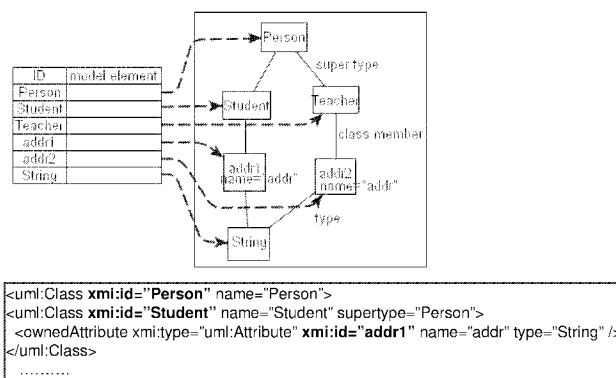 Person
supertype
ID model element
Person
Student
Teacher
addr1
addr2
String
Student
Teacher
class member
addr1
name="addr"
addr2
name="addr"
type
String
<uml:Class xmi:id="Person" name="Person">
<uml:Class xmi:id="Student" name="Student" supertype="Person">
<ownedAttribute xmi:type="uml:Attribute" xmi:id="addr1" name="addr" type="String" />
</uml:Class>
..........